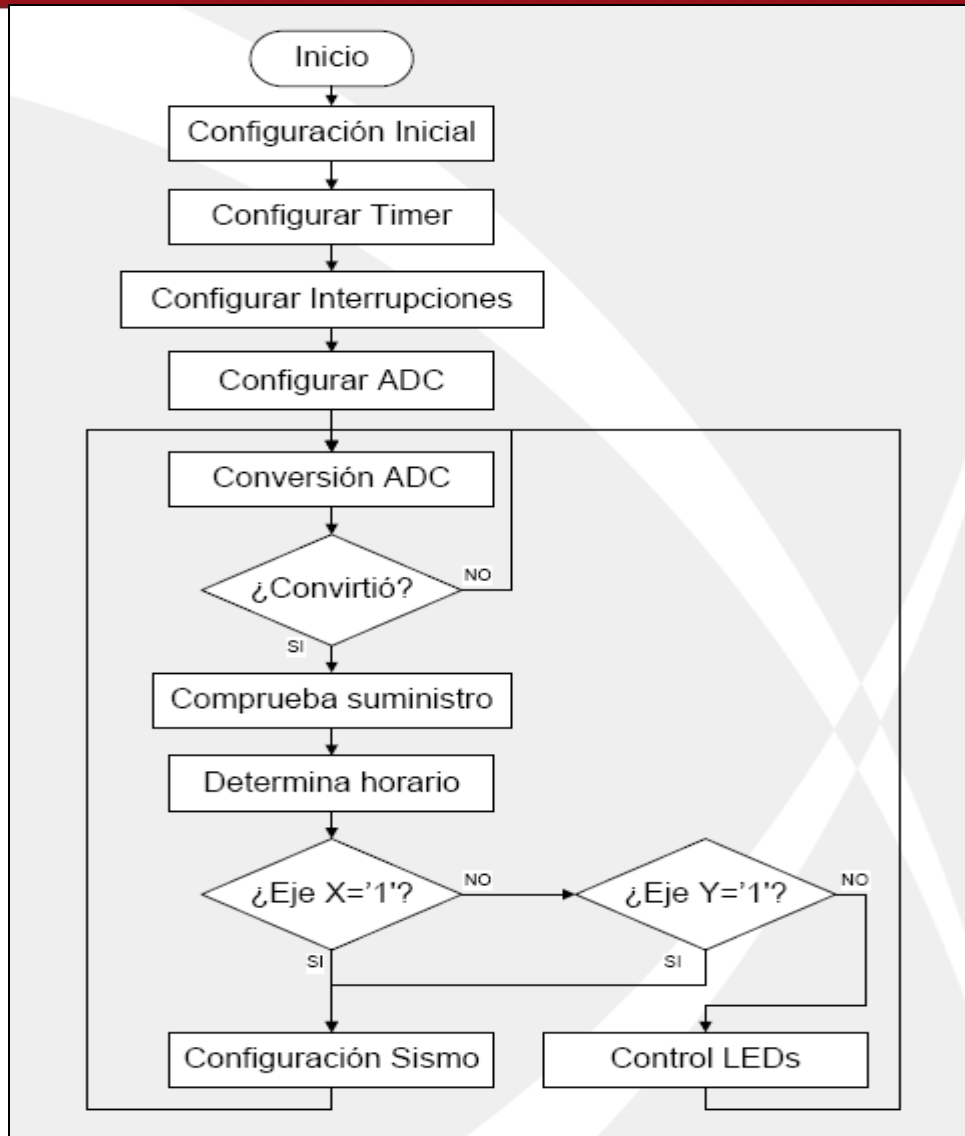 Inicio
Configuración Inicial
Configurar Timer
Configurar Interrupciones
Configurar ADC
Conversión ADC
¿Convirtió?
NO
SI
Comprueba suministro
Determina horario
¿Eje X='1'?
NO
¿Eje Y='1'?
NO
SI
SI
Configuración Sismo
Control LEDs